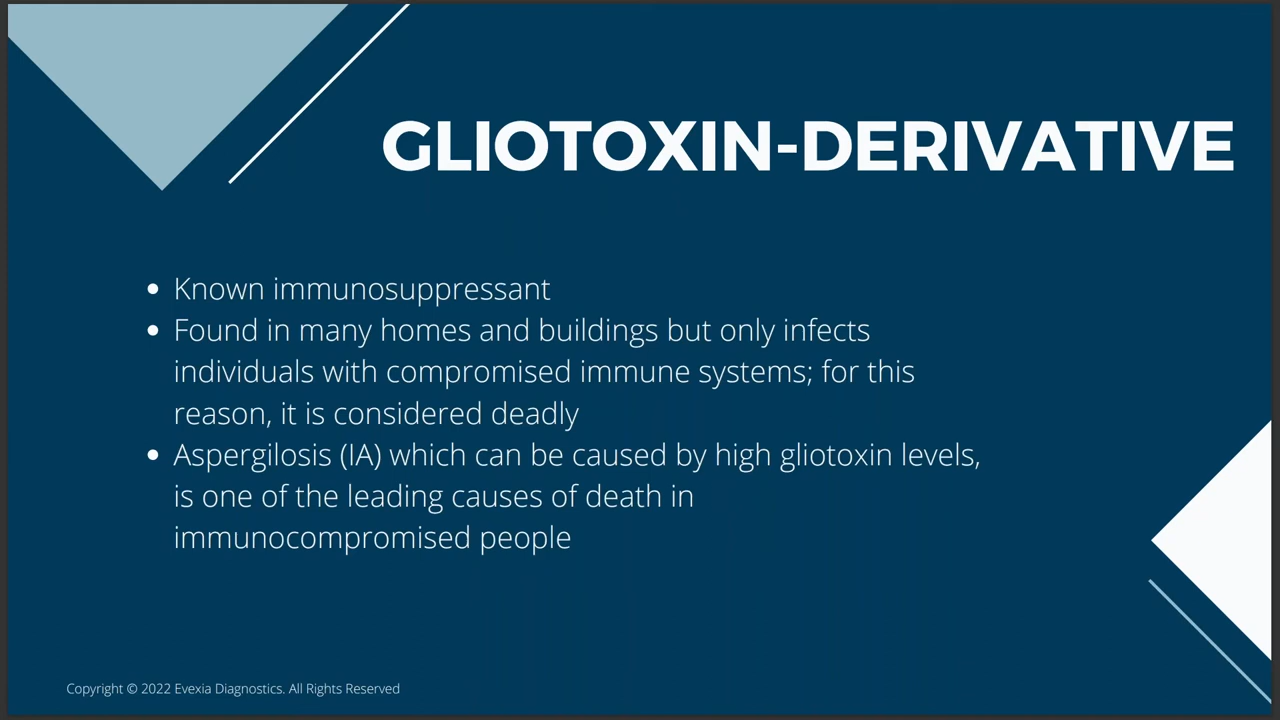 GLIOTOXIN-DERIVATIVE
• Known immunosuppressant
• Found in many homes and buildings but only infects
individuals with compromised immune systems; for this
reason, it is considered deadly
• Aspergilosis (IA) which can be caused by high gliotoxin levels,
is one of the leading causes of death in
immunocompromised people
Copyright © 2022 Evexia Diagnostics. All Rights Reserved